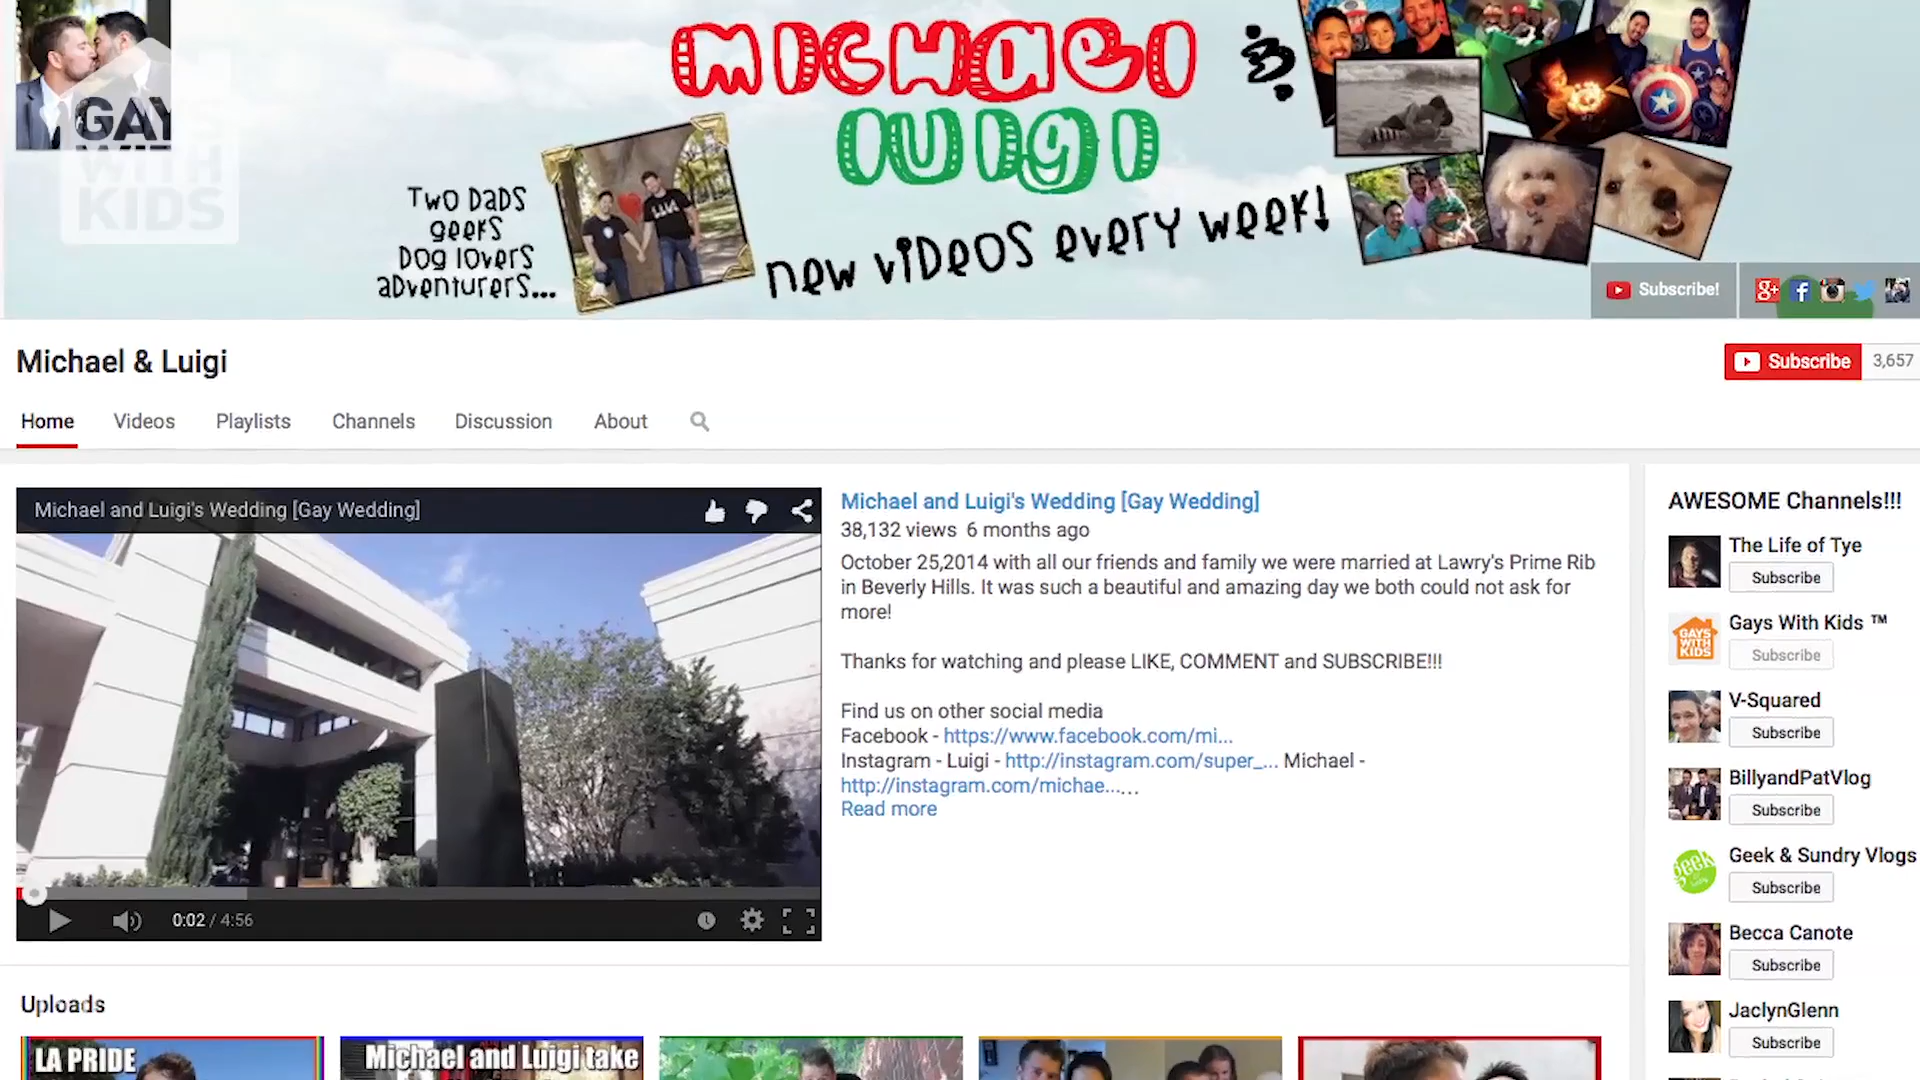 MICHAEL &
LUIGI
TWO DADS
geeks
DOG lovers
ADventurers...
new videos every week!
GAYS
WITH
KIDS
Subscribe!
Michael & Luigi
Subscribe 3,657
Home Videos Playlists Channels Discussion About
Michael and Luigi's Wedding [Gay Wedding]
0:02 / 4:56
Michael and Luigi's Wedding [Gay Wedding]
38,132 views 6 months ago
October 25,2014 with all our friends and family we were married at Lawry's Prime Rib
in Beverly Hills. It was such a beautiful and amazing day we both could not ask for
more!
Thanks for watching and please LIKE, COMMENT and SUBSCRIBE!!!
Find us on other social media
Facebook - https://www.facebook.com/mi...
Instagram - Luigi - http://instagram.com/super_... Michael -
http://instagram.com/michae......
Read more
AWESOME Channels!!!
The Life of Tye
Subscribe
GAYS
WITH
KIDS
Gays With Kids ™
Subscribe
V-Squared
Subscribe
BillyandPatVlog
Subscribe
geek
Geek & Sundry Vlogs
Subscribe
Becca Canote
Subscribe
JaclynGlenn
Subscribe
Uploads
LA PRIDE
Michael and Luigi take